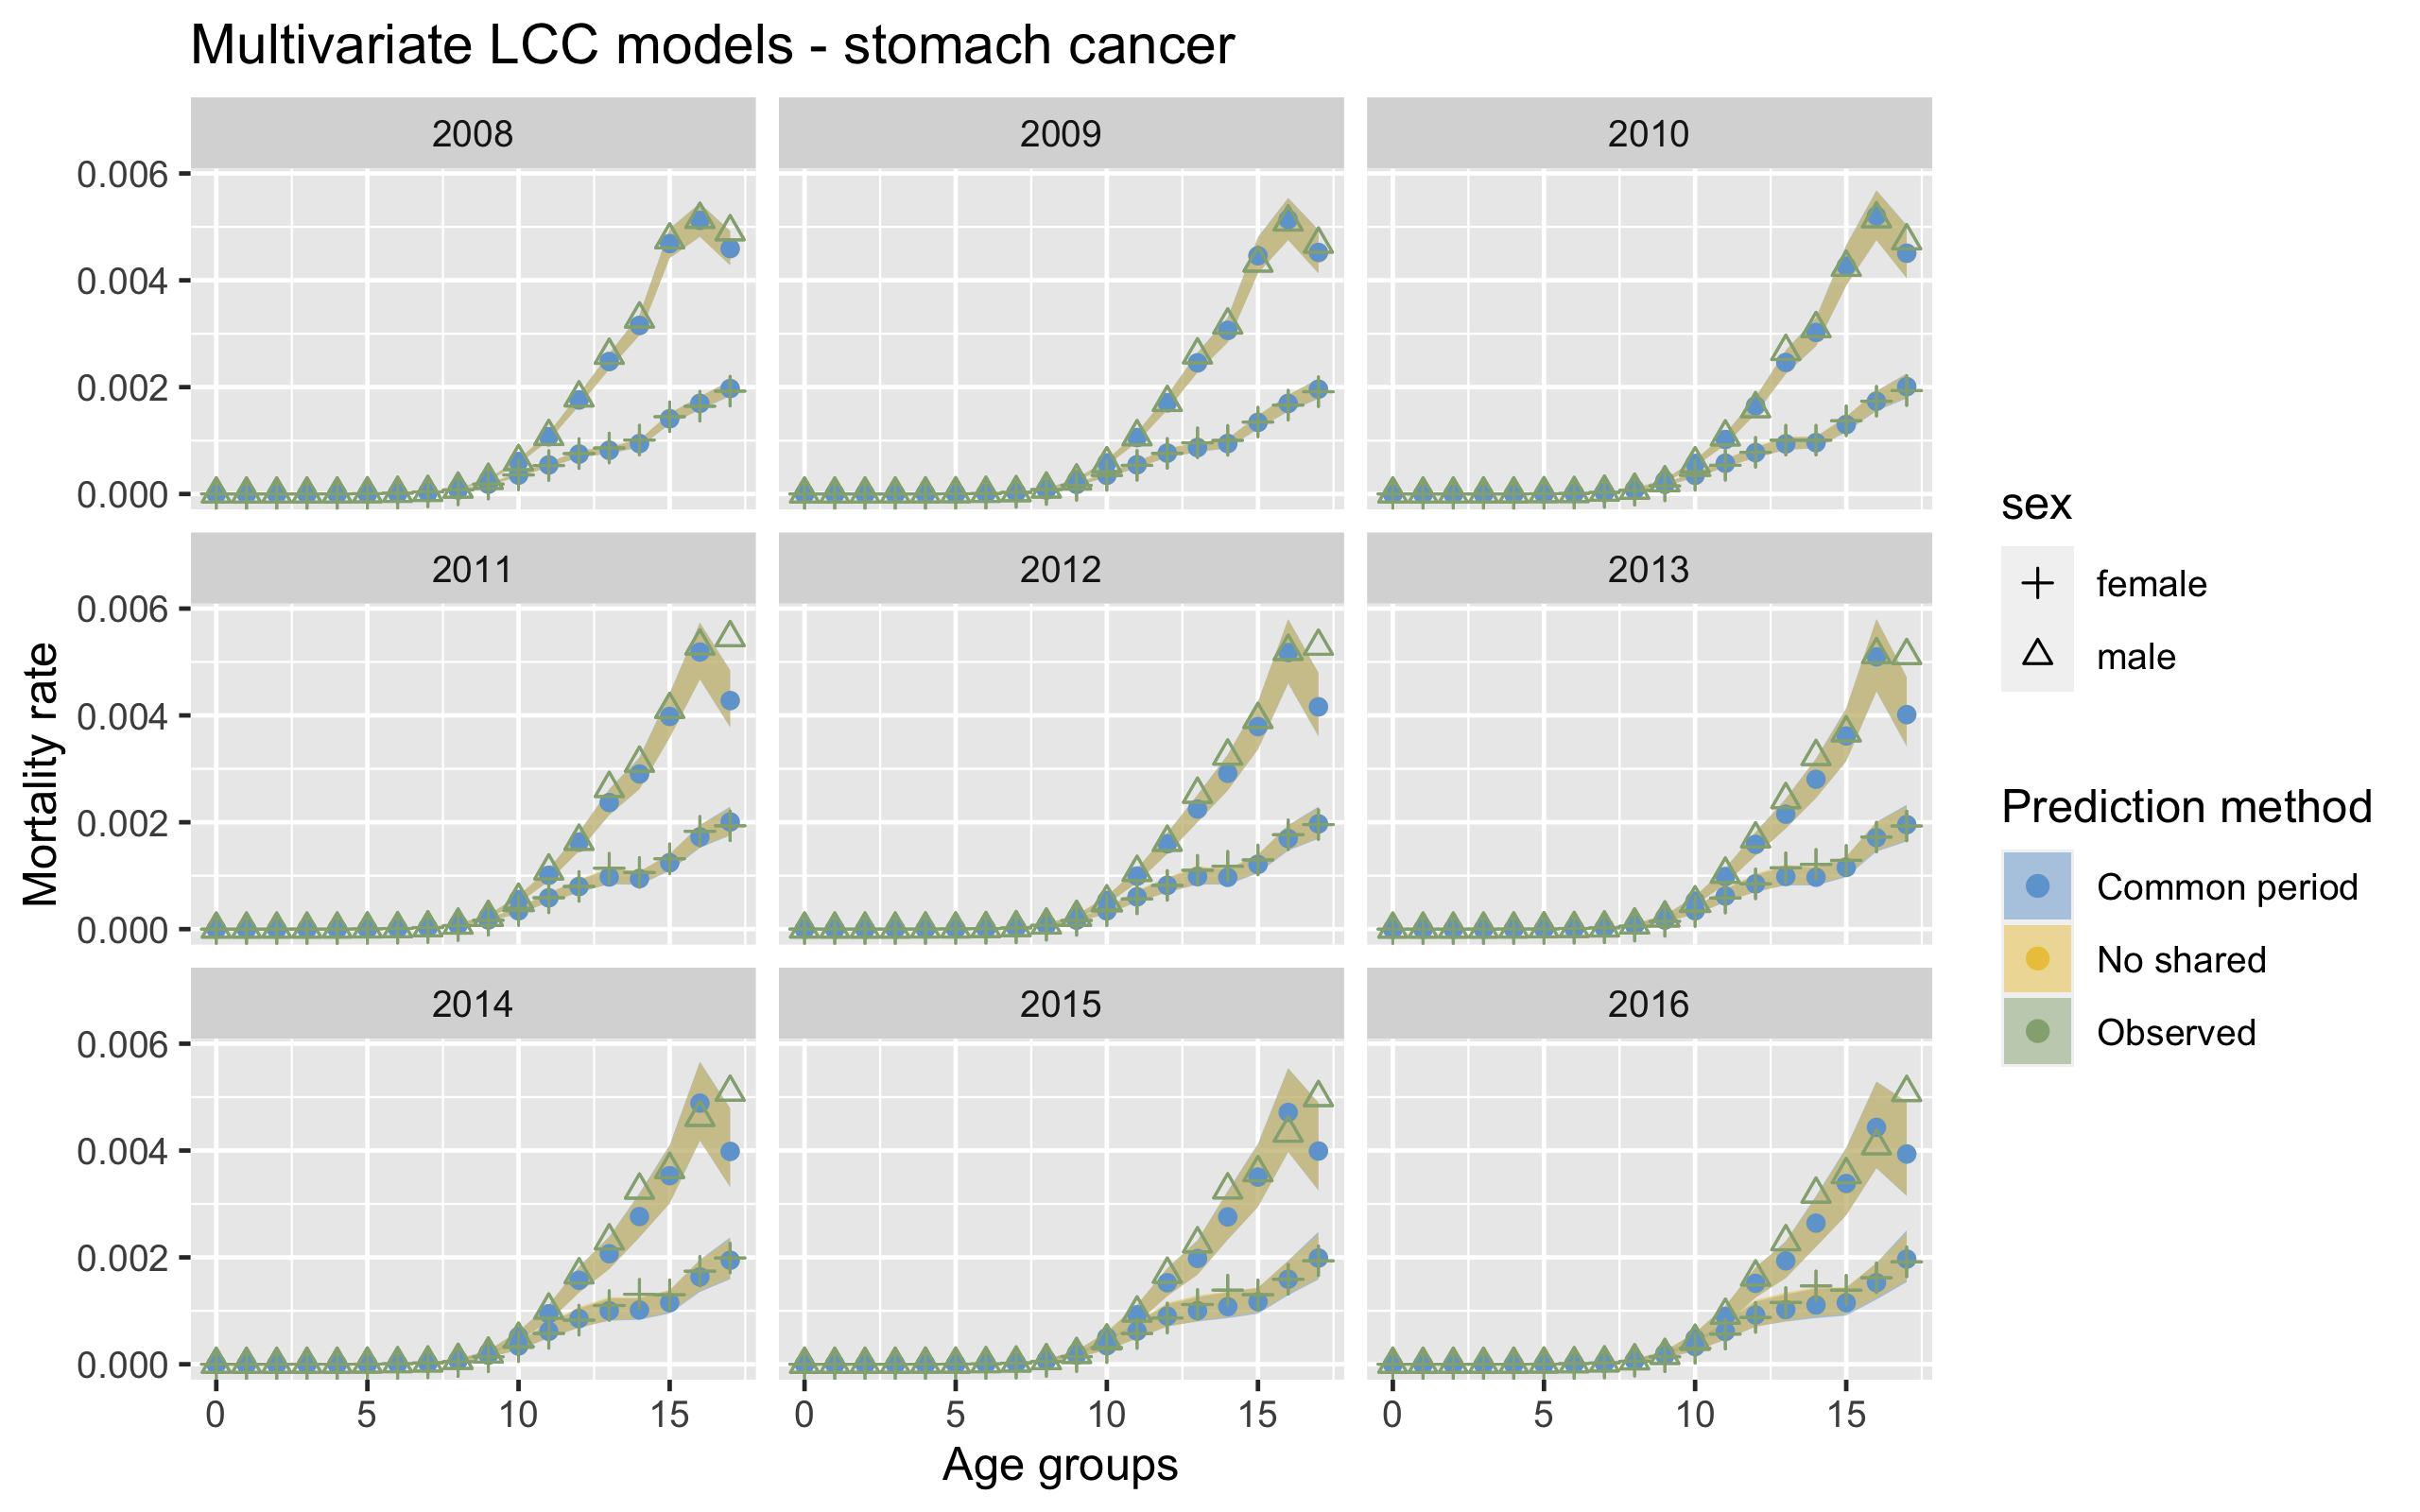 Multivariate LCC models - stomach cancer
2008 2009 2010
0.006
0.004
0.002
0.000
2011 2012 2013
0.006
0.004
0.002
0.000
2014 2015 2016
0.006
0.004
0.002
0.000
0 5 10 15 0 5 10 15 0 5 10 15
Age groups
Mortality rate
sex
female
male
Prediction method
Common period
No shared
Observed